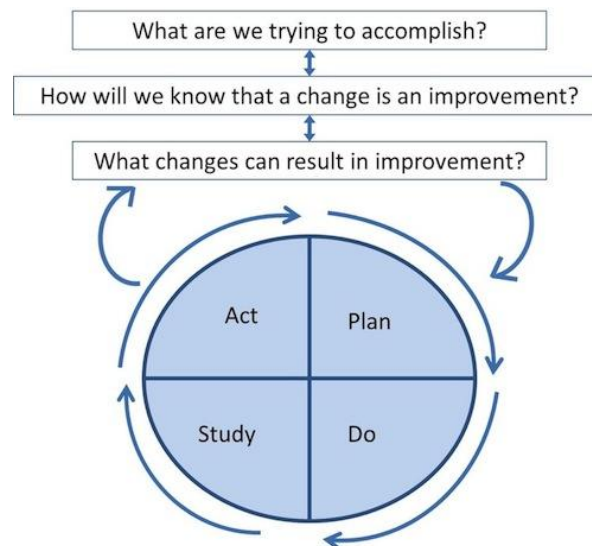 What are we trying to accomplish?
How will we know that a change is an improvement?
What changes can result in improvement?
Act
Plan
Study
Do